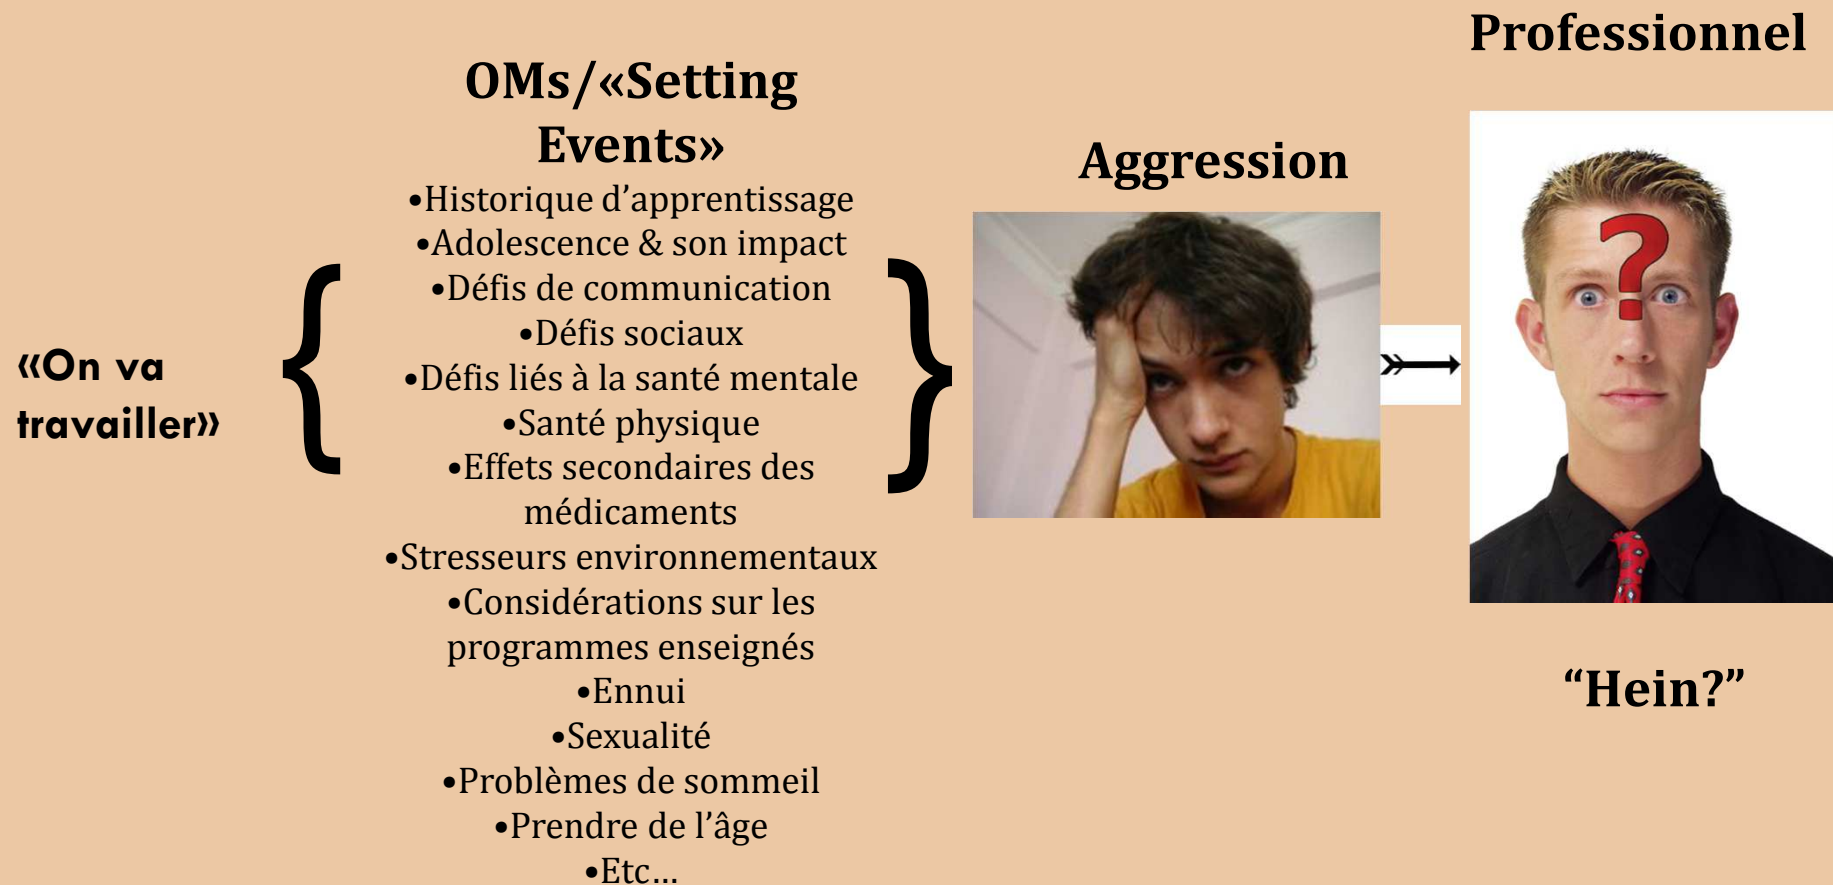 «On va
travailler»
OMs/«Setting
Events»
•Historique d’apprentissage
•Adolescence & son impact
•Défis de communication
•Défis sociaux
•Défis liés à la santé mentale
•Santé physique
•Effets secondaires des
médicaments
•Stresseurs environnementaux
•Considérations sur les
programmes enseignés
•Ennui
•Sexualité
•Problèmes de sommeil
•Prendre de l’âge
•Etc…
Aggression
Professionnel
?
“Hein?”